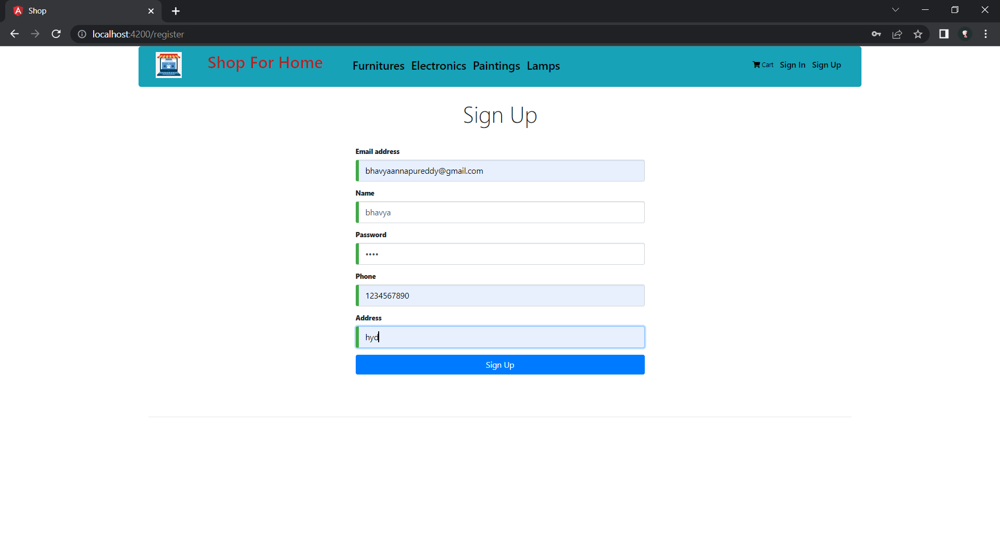 Shop
localhost:4200/register
Shop For Home
Furnitures Electronics Paintings Lamps
Cart Sign In Sign Up
Sign Up
Email address
bhavyaannapureddy@gmail.com
Name
bhavya
Password
••••
Phone
1234567890
Address
hyd
Sign Up